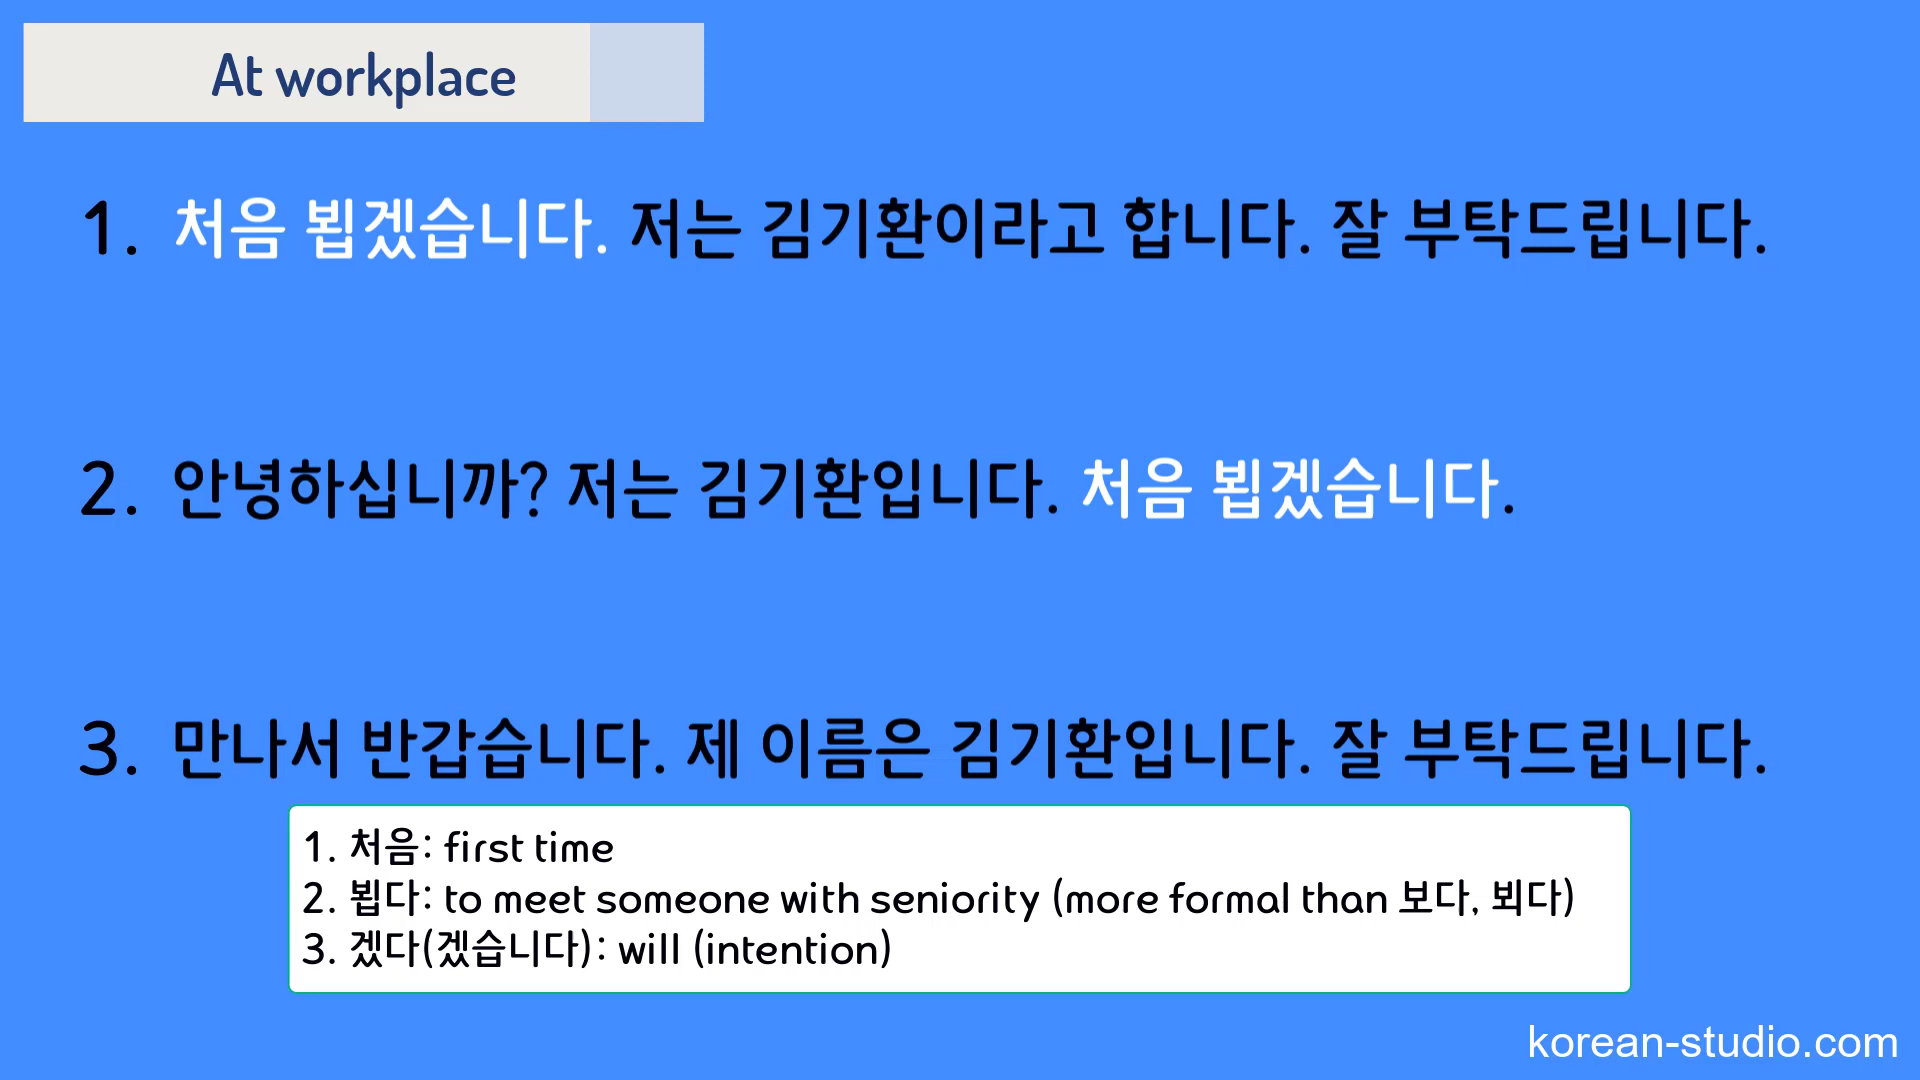 At workplace
1. 처음 뵙겠습니다. 저는 김기환이라고 합니다. 잘 부탁드립니다.
2. 안녕하십니까? 저는 김기환입니다. 처음 뵙겠습니다.
3. 만나서 반갑습니다. 제 이름은 김기환입니다. 잘 부탁드립니다.
1. 처음: first time
2. 뵙다: to meet someone with seniority (more formal than 보다, 뵈다)
3. 겠다(겠습니다): will (intention)
korean-studio.com